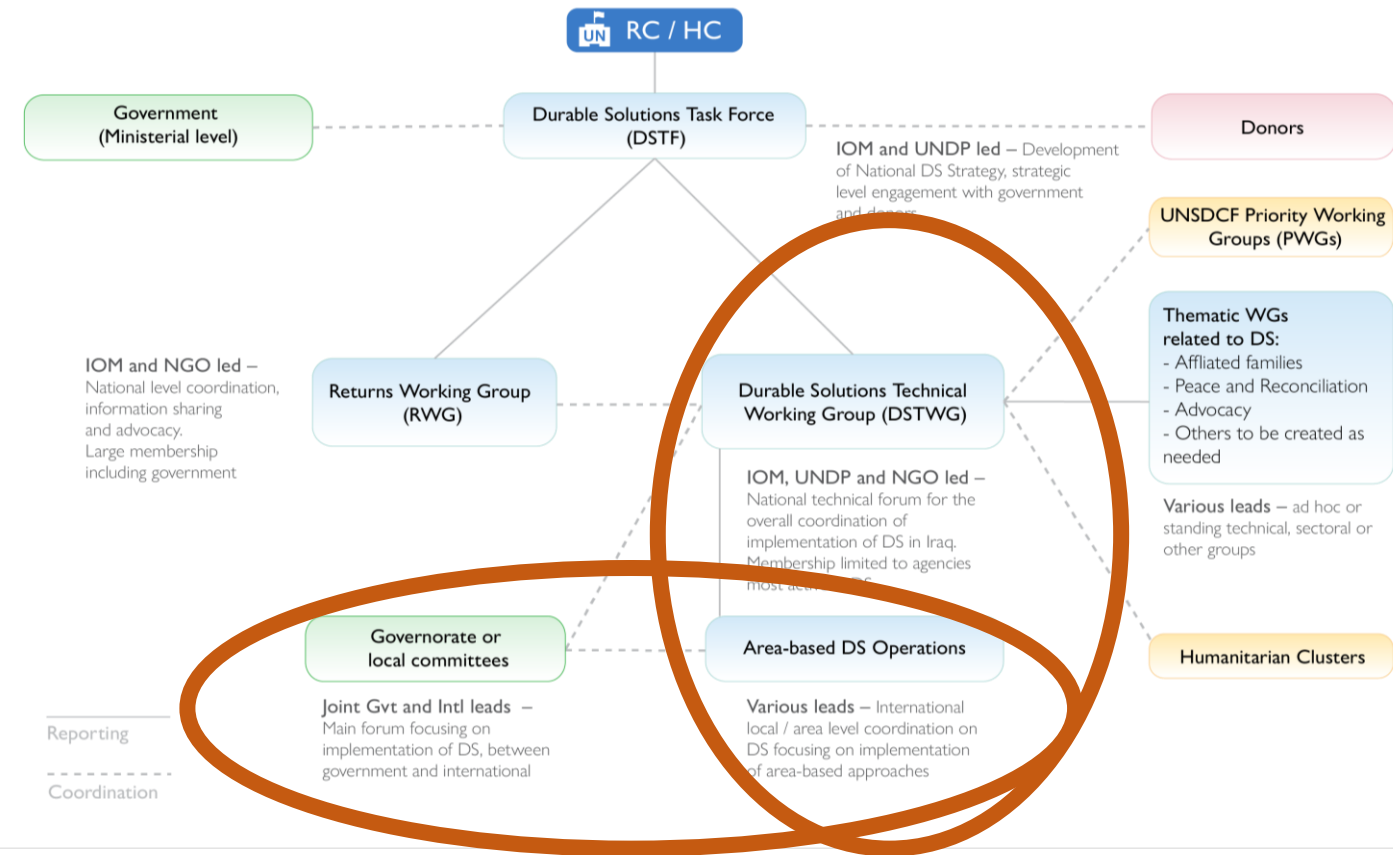 UN RC / HC
Government
(Ministerial level)
Durable Solutions Task Force
(DSTF)
Donors
IOM and UNDP led – Development
of National DS Strategy, strategic
level engagement with government
and donors
UNSDCF Priority Working
Groups (PWGs)
Thematic WGs
related to DS:
- Affliated families
- Peace and Reconciliation
- Advocacy
- Others to be created as
needed
Various leads – ad hoc or
standing technical, sectoral or
other groups
IOM and NGO led –
National level coordination,
information sharing
and advocacy.
Large membership
including government
Returns Working Group
(RWG)
Durable Solutions Technical
Working Group (DSTWG)
IOM, UNDP and NGO led –
National technical forum for the
overall coordination of
implementation of DS in Iraq.
Membership limited to agencies
most DS
Governorate or
local committees
Area-based DS Operations
Humanitarian Clusters
Joint Gvt and Intl leads –
Main forum focusing on
implementation of DS, between
government and international
Various leads – International
local / area level coordination on
DS focusing on implementation
of area-based approaches
Reporting
Coordination